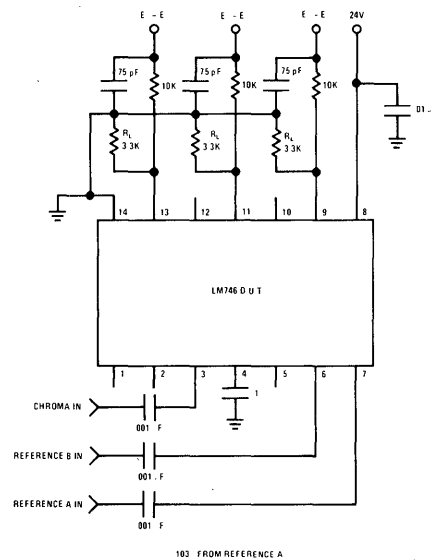 E - E E - E E - E 24V
75 pF 10K 75 pF 10K 75 pF 10K 01
RL 3 3K RL 3 3K RL 3 3K
14 13 12 11 10 9 8
LM746 D U T
1 2 3 4 5 6 7
CHROMA IN 001 F 1
REFERENCE B IN 001 . F
REFERENCE A IN 001 F
103 FROM REFERENCE A